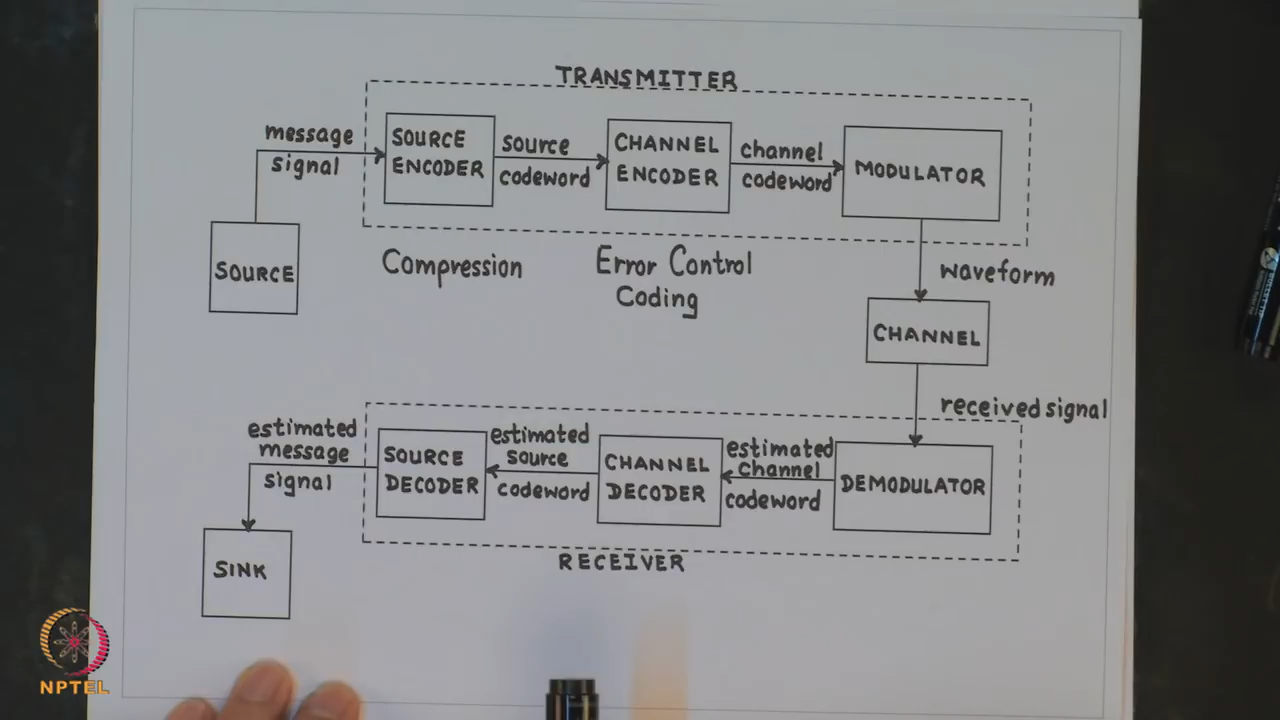 TRANSMITTER
message
signal
SOURCE
ENCODER
source
codeword
CHANNEL
ENCODER
channel
codeword
MODULATOR
SOURCE
Compression
Error Control
Coding
waveform
CHANNEL
received signal
estimated
message
signal
SOURCE
DECODER
estimated
source
codeword
CHANNEL
DECODER
estimated
channel
codeword
DEMODULATOR
RECEIVER
SINK
NPTEL